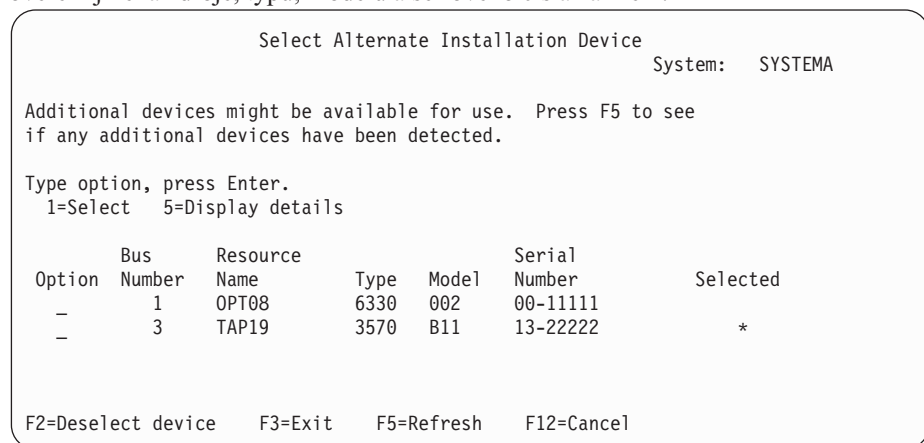 Select Alternate Installation Device
System: SYSTEMA
Additional devices might be available for use. Press F5 to see
if any additional devices have been detected.
Type option, press Enter.
1=Select 5=Display details
Bus Resource Serial
Option Number Name Type Model Number Selected
_ 1 OPT08 6330 002 00-11111
_ 3 TAP19 3570 B11 13-22222 *
F2=Deselect device F3=Exit F5=Refresh F12=Cancel